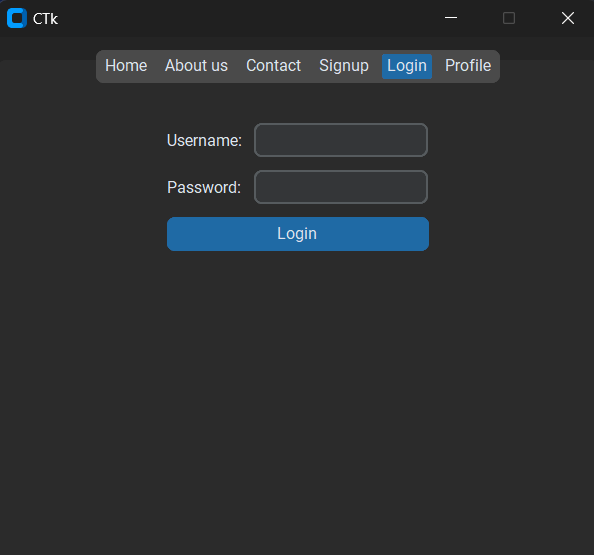 CTk
Home About us Contact Signup Login Profile
Username:
Password:
Login